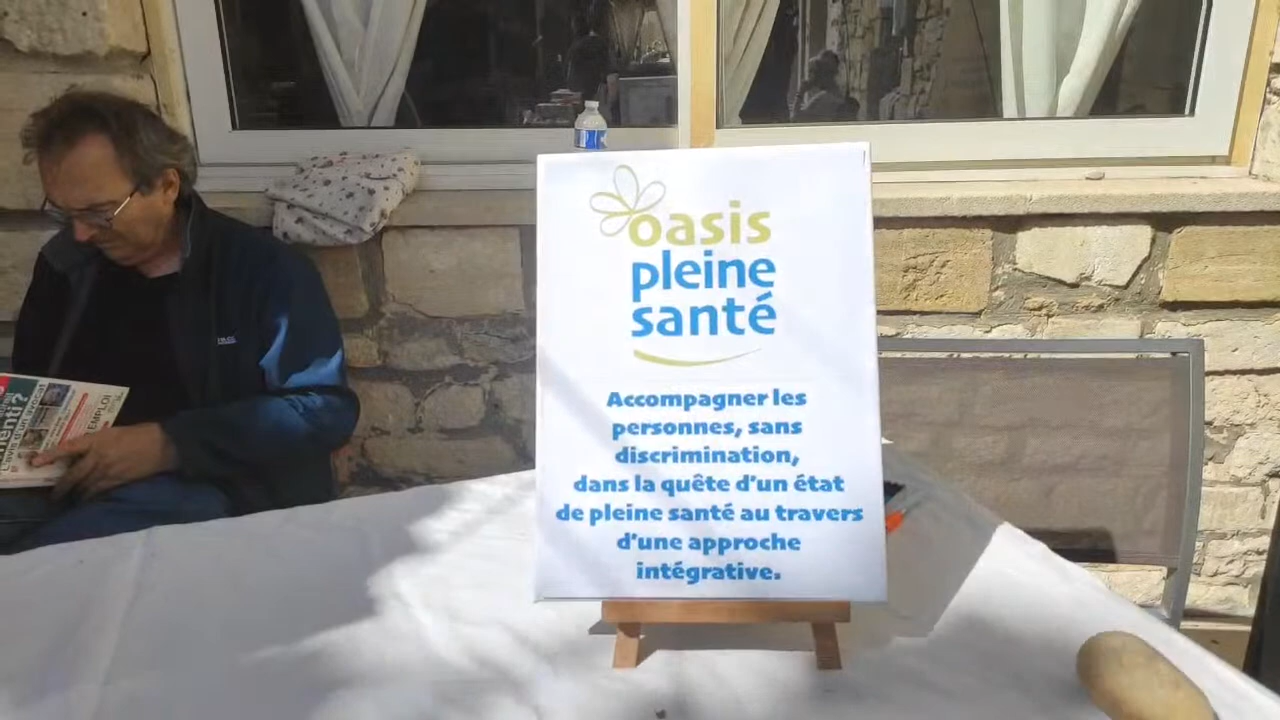 oasis
pleine
santé
Accompagner les
personnes, sans
discrimination,
dans la quête d'un état
de pleine santé au travers
d'une approche
intégrative.
EMPLOI